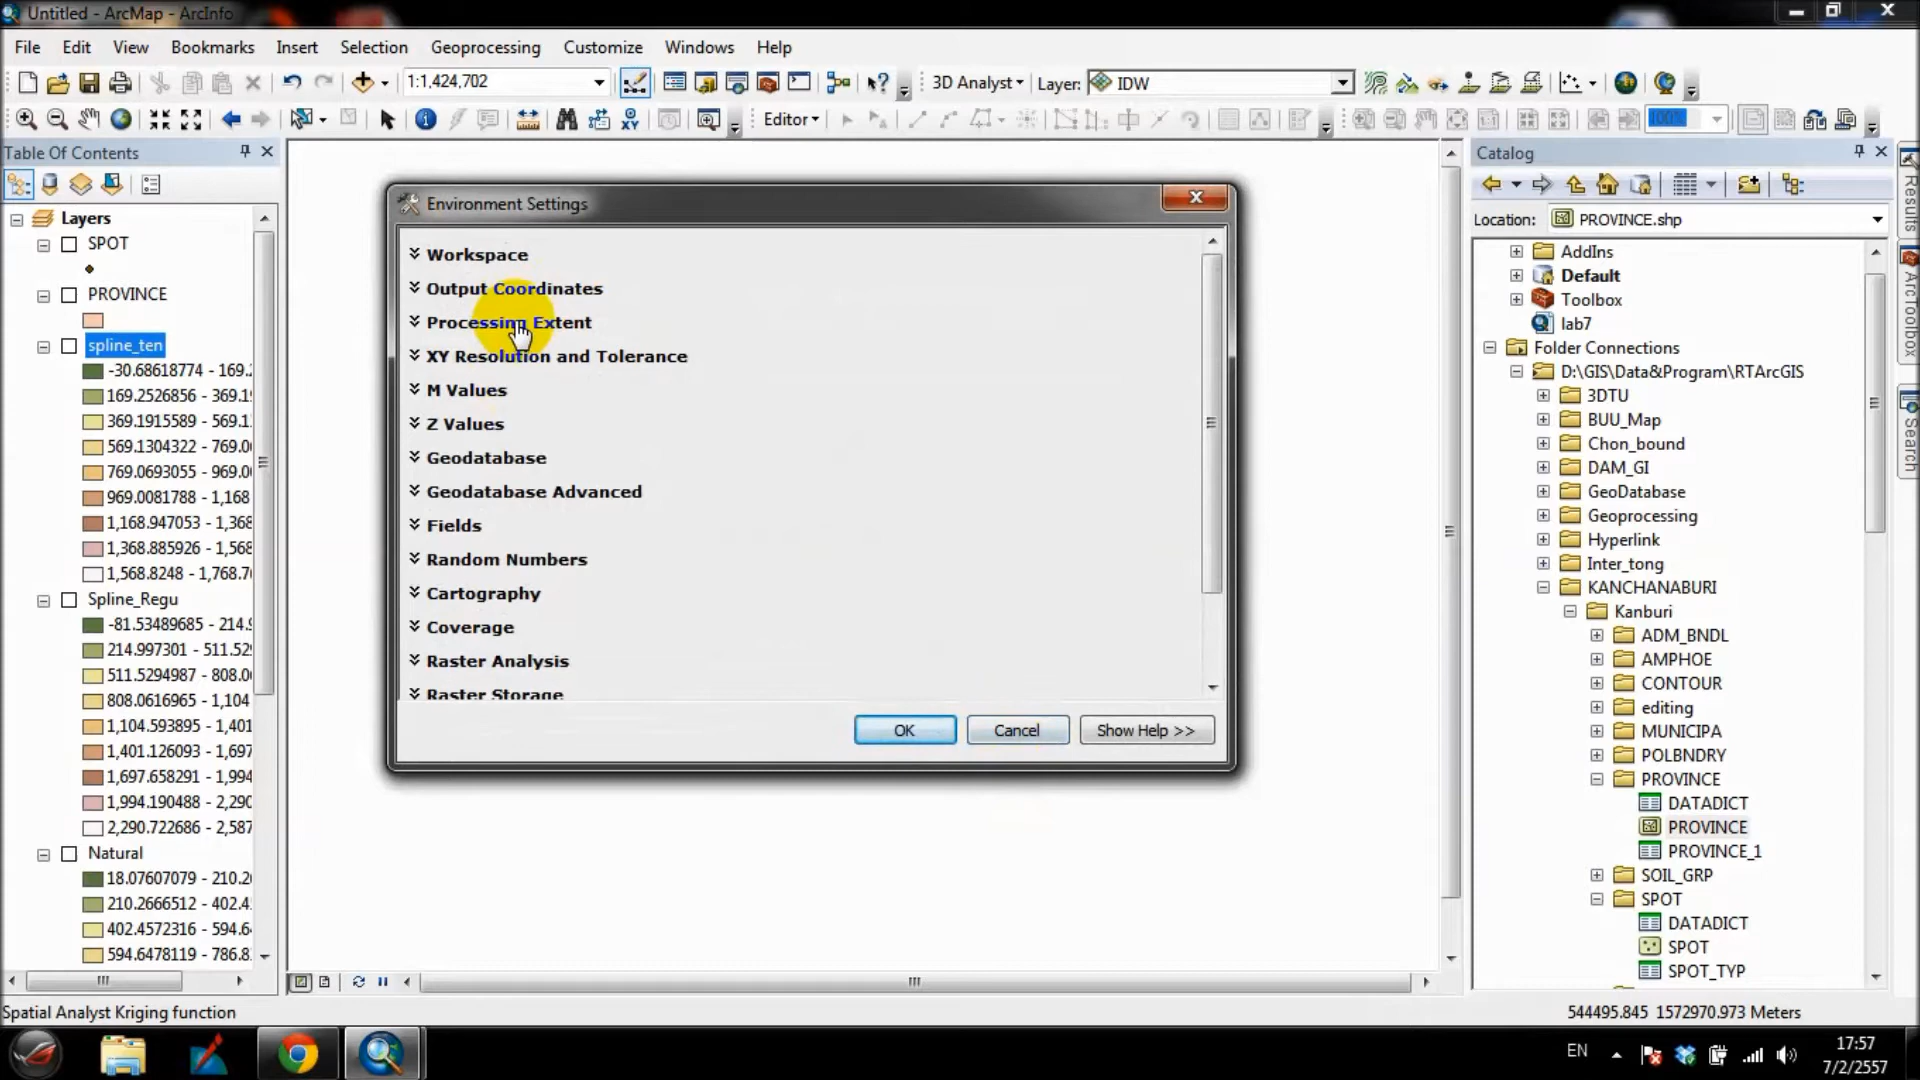 Untitled - ArcMap - ArcInfo
File Edit View Bookmarks Insert Selection Geoprocessing Customize Windows Help
1:1,424,702
3D Analyst
Layer:
IDW
Editor
100%
Table Of Contents
Layers
SPOT
PROVINCE
spline_ten
-30.68618774 - 169.2
169.2526856 - 369.19
369.1915589 - 569.1
569.1304322 - 769.0
769.0693055 - 969.0
969.0081788 - 1,168
1,168.947053 - 1,368
1,368.885926 - 1,568
1,568.8248 - 1,768.7
Spline_Regu
-81.53489685 - 214.9
214.997301 - 511.52
511.5294987 - 808.0
808.0616965 - 1,104
1,104.593895 - 1,401
1,401.126093 - 1,697
1,697.658291 - 1,994
1,994.190488 - 2,290
2,290.722686 - 2,587
Natural
18.07607079 - 210.2
210.2666512 - 402.4
402.4572316 - 594.6
594.6478119 - 786.8
Environment Settings
Workspace
Output Coordinates
Processing Extent
XY Resolution and Tolerance
M Values
Z Values
Geodatabase
Geodatabase Advanced
Fields
Random Numbers
Cartography
Coverage
Raster Analysis
Raster Storage
OK
Cancel
Show Help >>
Catalog
Location:
PROVINCE.shp
AddIns
Default
Toolbox
lab7
Folder Connections
D:\GIS\Data&Program\RTArcGIS
3DTU
BUU_Map
Chon_bound
DAM_GI
GeoDatabase
Geoprocessing
Hyperlink
Inter_tong
KANCHANABURI
Kanburi
ADM_BNDL
AMPHOE
CONTOUR
editing
MUNICIPA
POLBNDRY
PROVINCE
DATADICT
PROVINCE
PROVINCE_1
SOIL_GRP
SPOT
DATADICT
SPOT
SPOT_TYP
Results
ArcToolbox
Search
Spatial Analyst Kriging function
544495.845 1572970.973 Meters
EN
17:57
7/2/2557